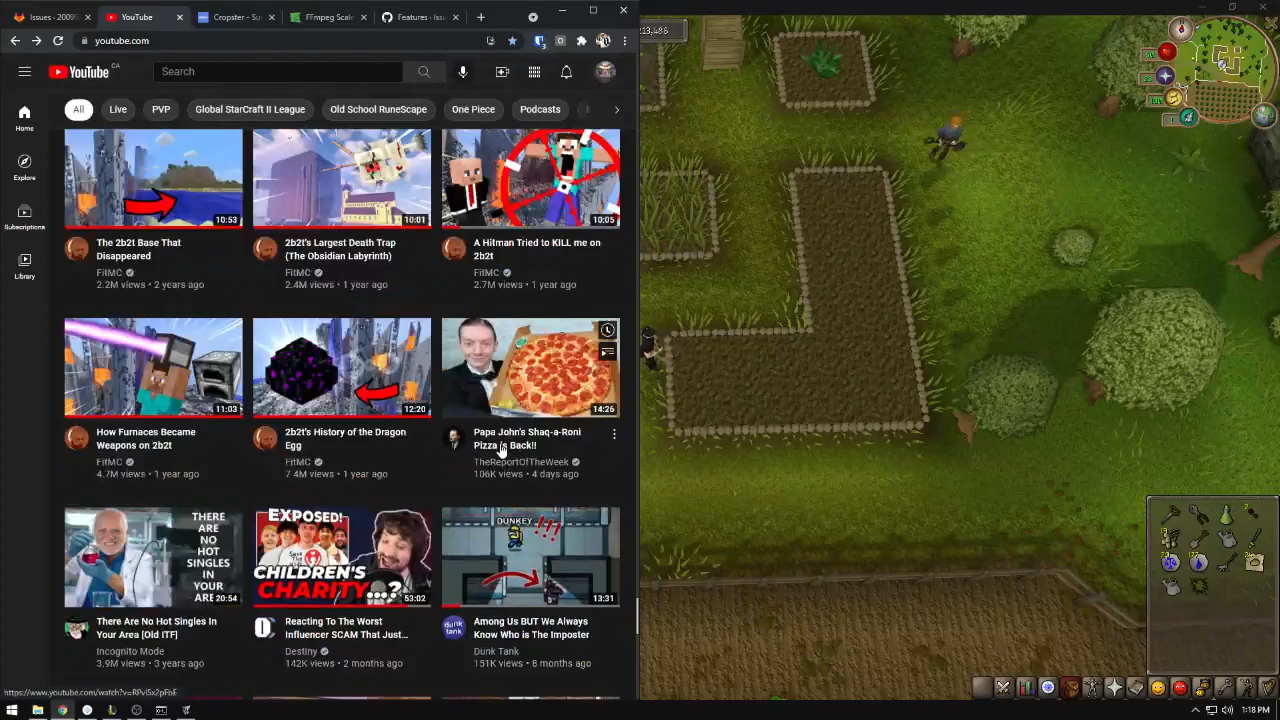 Issues · 20095
YouTube
Cropster - Su
FFmpeg Scale
Features · Issu
youtube.com
YouTube CA
Search
All
Live
PVP
Global StarCraft II League
Old School RuneScape
One Piece
Podcasts
Home
Explore
Subscriptions
Library
10:53
10:01
10:05
The 2b2t Base That
Disappeared
FitMC
2.2M views • 2 years ago
2b2t's Largest Death Trap
(The Obsidian Labyrinth)
FitMC
2.4M views • 1 year ago
A Hitman Tried to KILL me on
2b2t
FitMC
2.7M views • 1 year ago
11:03
12:20
14:26
How Furnaces Became
Weapons on 2b2t
FitMC
4.7M views • 1 year ago
2b2t's History of the Dragon
Egg
FitMC
7.4M views • 1 year ago
Papa John's Shaq-a-Roni
Pizza is Back!!
TheReportOfTheWeek
106K views • 4 days ago
THERE
ARE
NO
HOT
SINGLES
IN
YOUR
ARE
20:54
EXPOSED!
CHILDREN'S
CHARITY...?
53:02
DUNKEY
!!!
13:31
There Are No Hot Singles In
Your Area [Old ITF]
Incognito Mode
3.9M views • 3 years ago
Reacting To The Worst
Influencer SCAM That Just...
Destiny
142K views • 2 months ago
dunk
tank
Among Us BUT We Always
Know Who is The Imposter
Dunk Tank
151K views • 8 months ago
1:18 PM